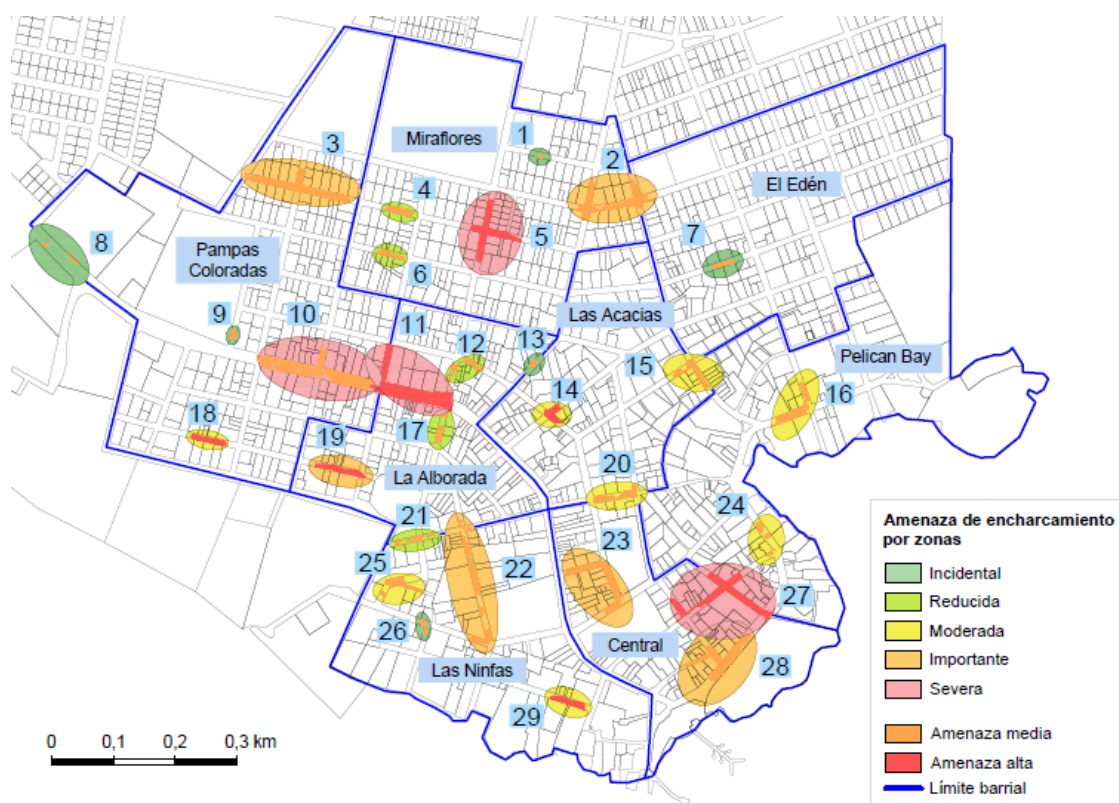 1
Miraflores
3
2
El Edén
4
7
5
8
Pampas
Coloradas
6
9
10
11
Las Acacias
13
12
15
Pelican Bay
16
14
18
17
19
La Alborada
20
24
21
23
22
25
27
26
Central
Las Ninfas
28
29
0 0,1 0,2 0,3 km
Amenaza de encharcamiento
por zonas
Incidental
Reducida
Moderada
Importante
Severa
Amenaza media
Amenaza alta
Límite barrial